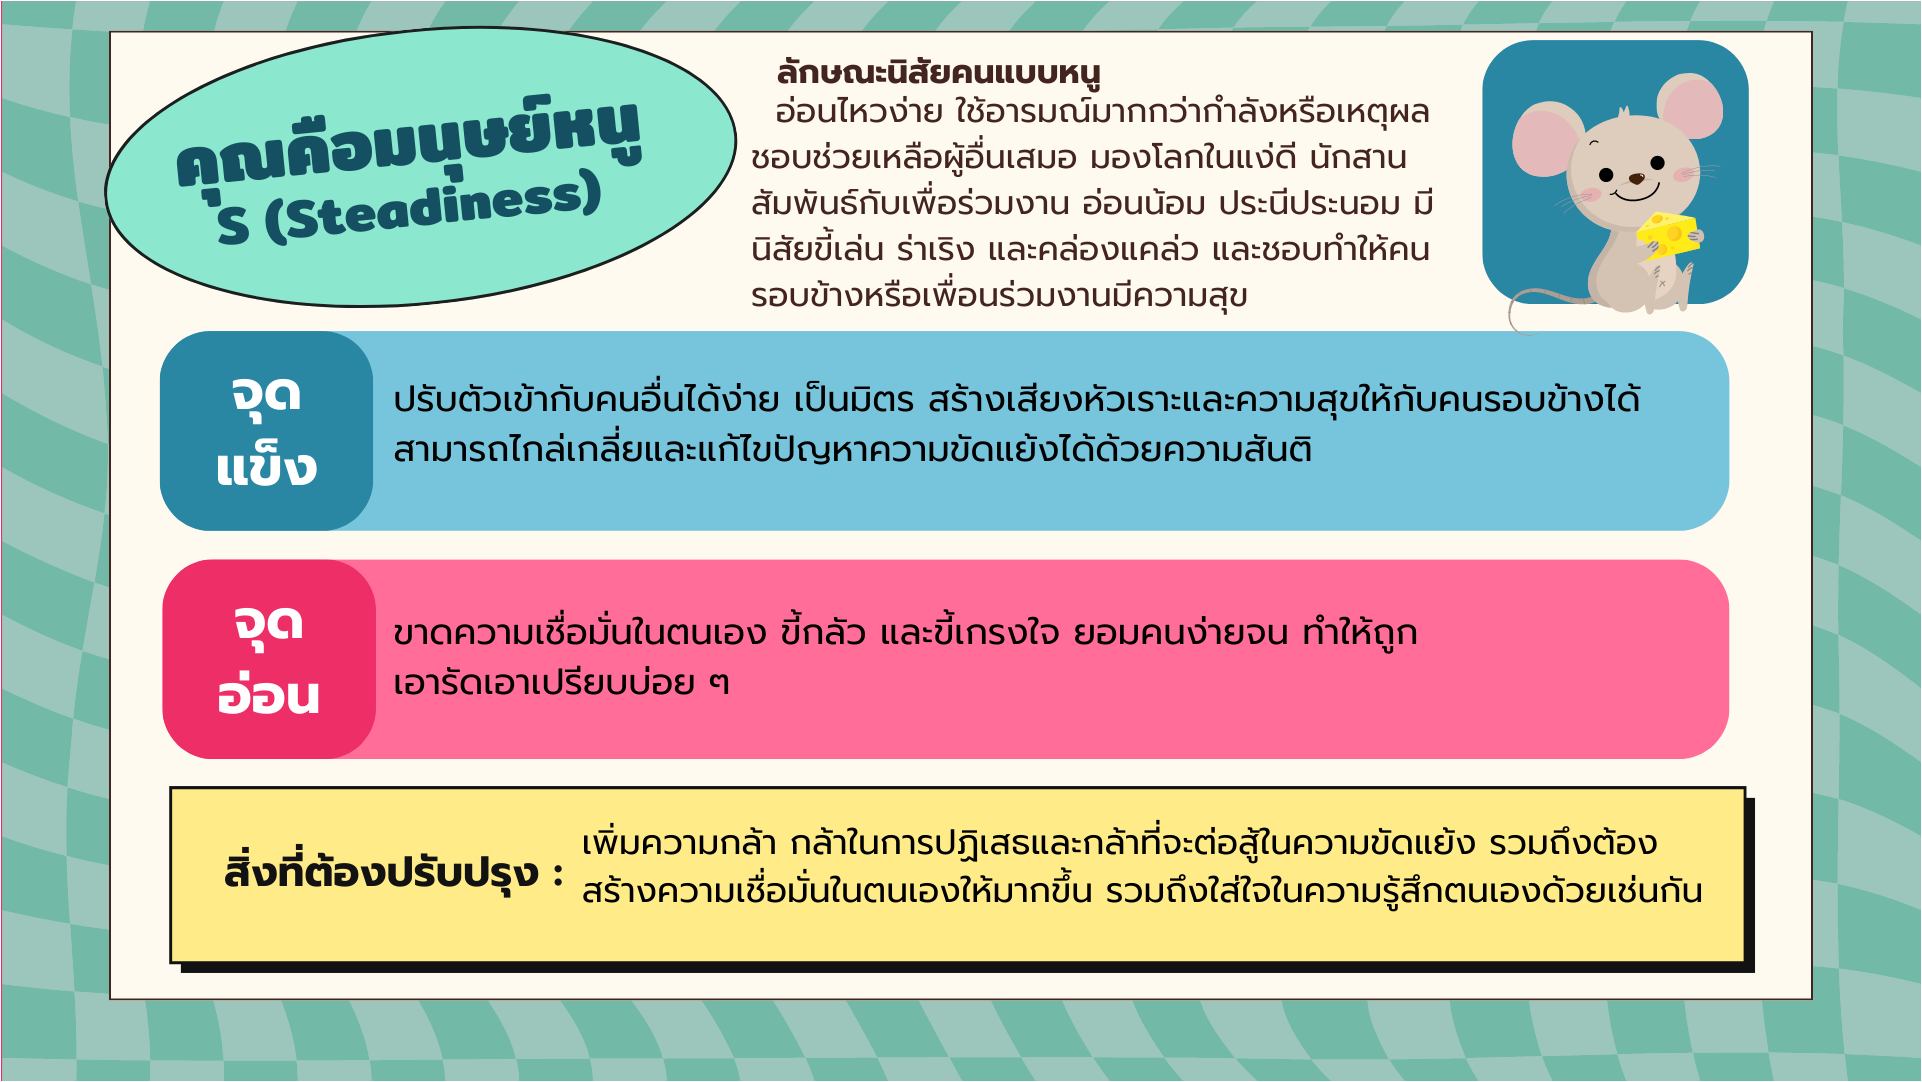 คุณคือมนุษย์หนู
S (Steadiness)
ลักษณะนิสัยคนแบบหนู
อ่อนไหวง่าย ใช้อารมณ์มากกว่ากำลังหรือเหตุผล
ชอบช่วยเหลือผู้อื่นเสมอ มองโลกในแง่ดี นักสาน
สัมพันธ์กับเพื่อร่วมงาน อ่อนน้อม ประนีประนอม มี
นิสัยขี้เล่น ร่าเริง และคล่องแคล่ว และชอบทำให้คน
รอบข้างหรือเพื่อนร่วมงานมีความสุข
จุด
แข็ง
ปรับตัวเข้ากับคนอื่นได้ง่าย เป็นมิตร สร้างเสียงหัวเราะและความสุขให้กับคนรอบข้างได้
สามารถไกล่เกลี่ยและแก้ไขปัญหาความขัดแย้งได้ด้วยความสันติ
จุด
อ่อน
ขาดความเชื่อมั่นในตนเอง ขี้กลัว และขี้เกรงใจ ยอมคนง่ายจน ทำให้ถูก
เอารัดเอาเปรียบบ่อย ๆ
สิ่งที่ต้องปรับปรุง :
เพิ่มความกล้า กล้าในการปฏิเสธและกล้าที่จะต่อสู้ในความขัดแย้ง รวมถึงต้อง
สร้างความเชื่อมั่นในตนเองให้มากขึ้น รวมถึงใส่ใจในความรู้สึกตนเองด้วยเช่นกัน